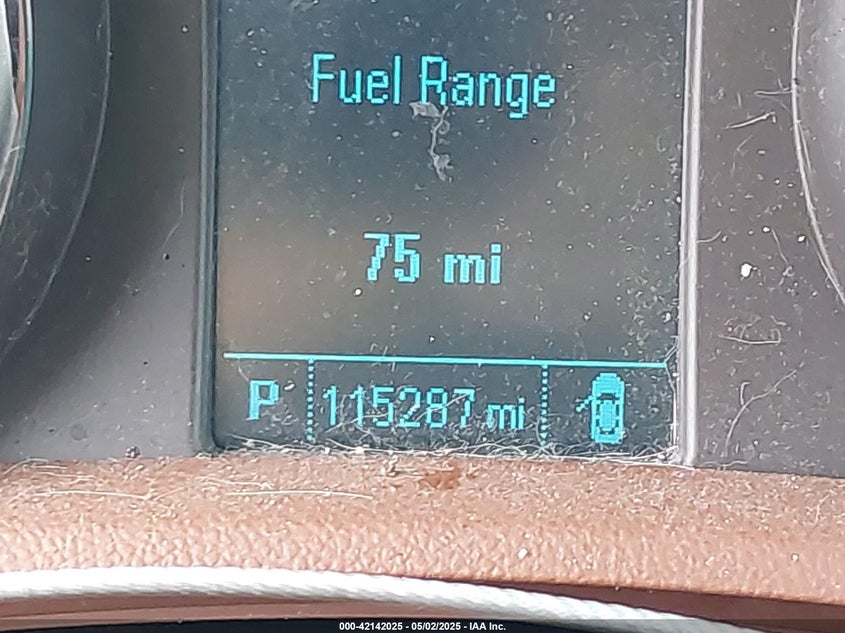 Fuel Range
75 mi
P 115287 mi
000-42142025 - 05/02/2025 - IAA Inc.